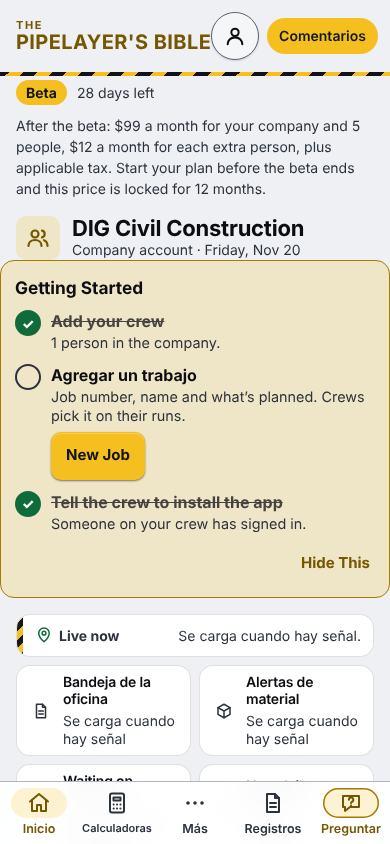 THE
PIPELAYER'S BIBLE
Comentarios
Beta 28 days left
After the beta: $99 a month for your company and 5
people, $12 a month for each extra person, plus
applicable tax. Start your plan before the beta ends
and this price is locked for 12 months.
DIG Civil Construction
Company account · Friday, Nov 20
Getting Started
Add your crew
1 person in the company.
Agregar un trabajo
Job number, name and what's planned. Crews
pick it on their runs.
New Job
Tell the crew to install the app
Someone on your crew has signed in.
Hide This
Live now Se carga cuando hay señal.
Bandeja de la
oficina
Se carga cuando
hay señal
Alertas de
material
Se carga cuando
hay señal
Waiting on
Inicio
Calculadoras
Más
Registros
Preguntar